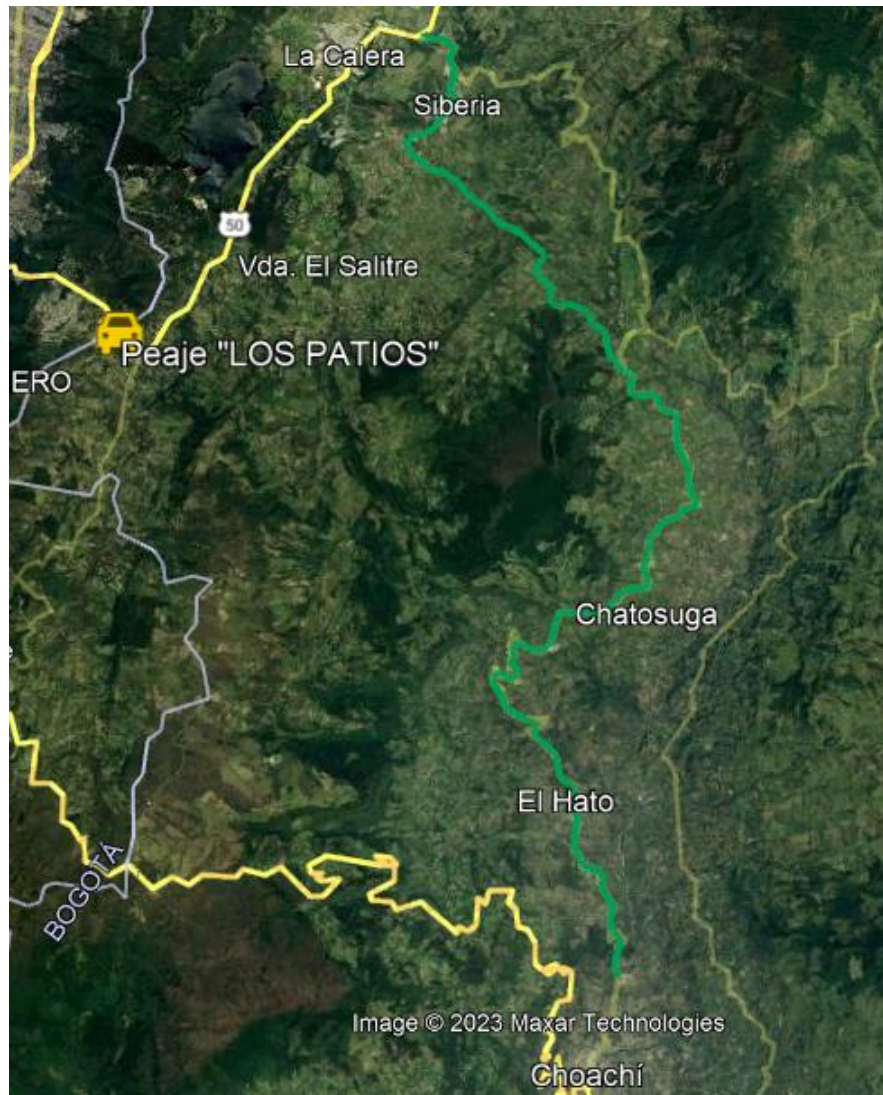 La Calera
Siberia
50
Vda. El Salitre
Peaje "LOS PATIOS"
ERO
Chatosuga
e
El Hato
BOGOTÁ
Image © 2023 Maxar Technologies
Choachí